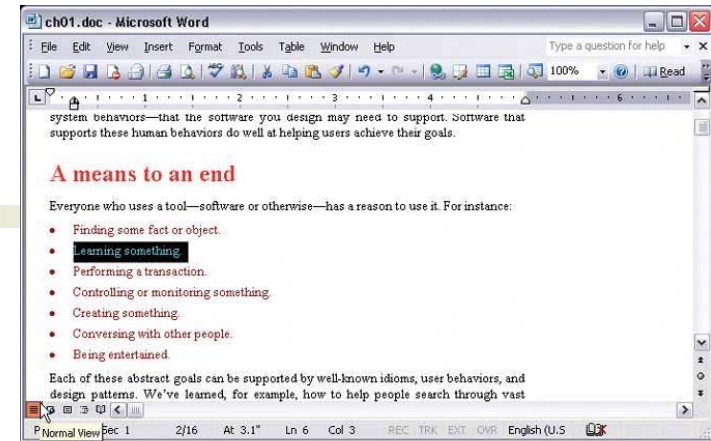 ch01.doc - Microsoft Word
File Edit View Insert Format Tools Table Window Help Type a question for help
100% Read
1 2 3 4 6
system behaviors—that the software you design may need to support. Software that
supports these human behaviors do well at helping users achieve their goals.
A means to an end
Everyone who uses a tool—software or otherwise—has a reason to use it. For instance:
• Finding some fact or object.
• Learning something.
• Performing a transaction.
• Controlling or monitoring something.
• Creating something.
• Conversing with other people.
• Being entertained.
Each of these abstract goals can be supported by well-known idioms, user behaviors, and
design patterns. We've learned, for example, how to help people search through vast
P Sec 1 2/16 At 3.1" Ln 6 Col 3 REC TRK EXT OVR English (U.S
Normal View